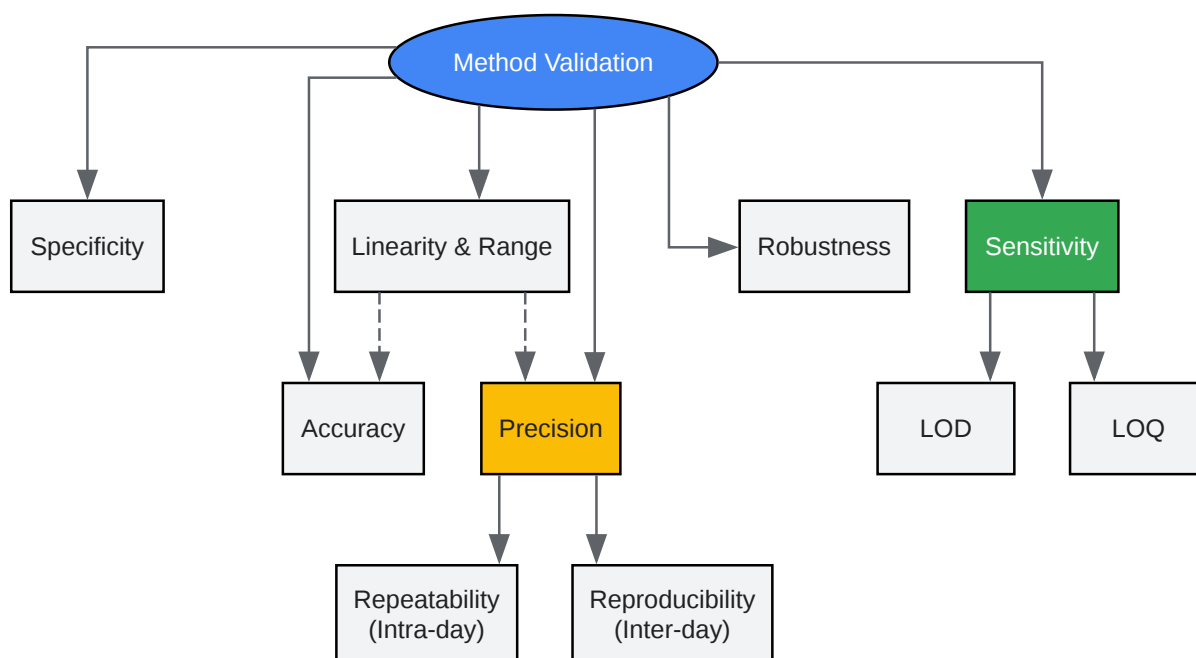 Method Validation
Specificity
Linearity & Range
Robustness
Sensitivity
Accuracy
Precision
LOD
LOQ
Repeatability
(Intra-day)
Reproducibility
(Inter-day)